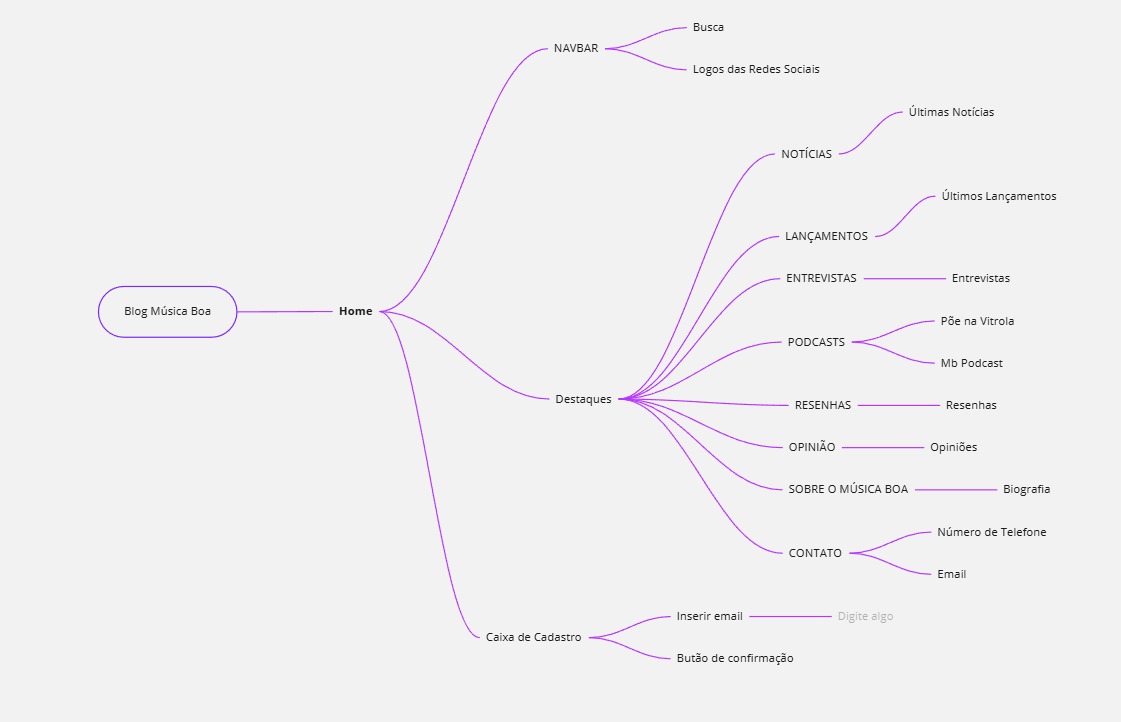 Blog Música Boa
Home
NAVBAR
Busca
Logos das Redes Sociais
Destaques
NOTÍCIAS
Últimas Notícias
LANÇAMENTOS
Últimos Lançamentos
ENTREVISTAS
Entrevistas
PODCASTS
Põe na Vitrola
Mb Podcast
RESENHAS
Resenhas
OPINIÃO
Opiniões
SOBRE O MÚSICA BOA
Biografia
CONTATO
Número de Telefone
Email
Caixa de Cadastro
Inserir email
Digite algo
Butão de confirmação